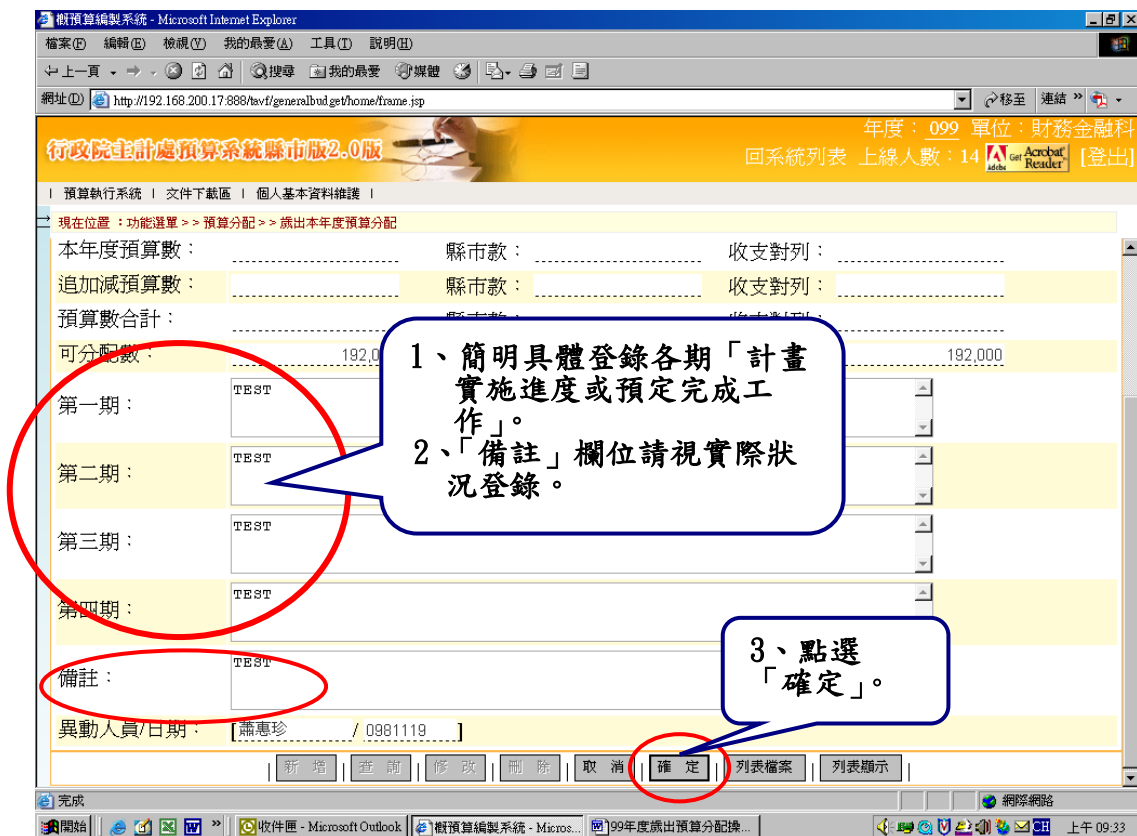 概預算編製系統 - Microsoft Internet Explorer
檔案(F) 編輯(E) 檢視(V) 我的最愛(A) 工具(T) 說明(H)
上一頁 搜尋 我的最愛 媒體
網址(D) http://192.168.200.17:888/tavf/generalbudget/home/frame.jsp 移至 連結 »
行政院主計處預算系統縣市版2.0版
年度：099 單位：財務金融科
回系統列表 上線人數：14 Adobe Get Acrobat Reader [登出]
| 預算執行系統 | 文件下載區 | 個人基本資料維護 |
現在位置 ：功能選單>>預算分配>>歲出本年度預算分配
本年度預算數： 縣市款： 收支對列：
追加減預算數： 縣市款： 收支對列：
預算數合計：
可分配數： 192,0 192,000
第一期： TEST
第二期： TEST
第三期： TEST
第四期： TEST
備註： TEST
異動人員/日期： [蕭惠珍 / 0981119 ]
1、簡明具體登錄各期「計畫
實施進度或預定完成工
作」。
2、「備註」欄位請視實際狀
況登錄。
3、點選
「確定」。
| 新 增 | 查 詢 | 修 改 | 刪 除 | 取 消 | 確 定 | 列表檔案 | 列表顯示 |
完成 網際網路
開始 » 收件匣 - Microsoft Outlook 概預算編製系統 - Micros... 99年度歲出預算分配操... CH 上午 09:33